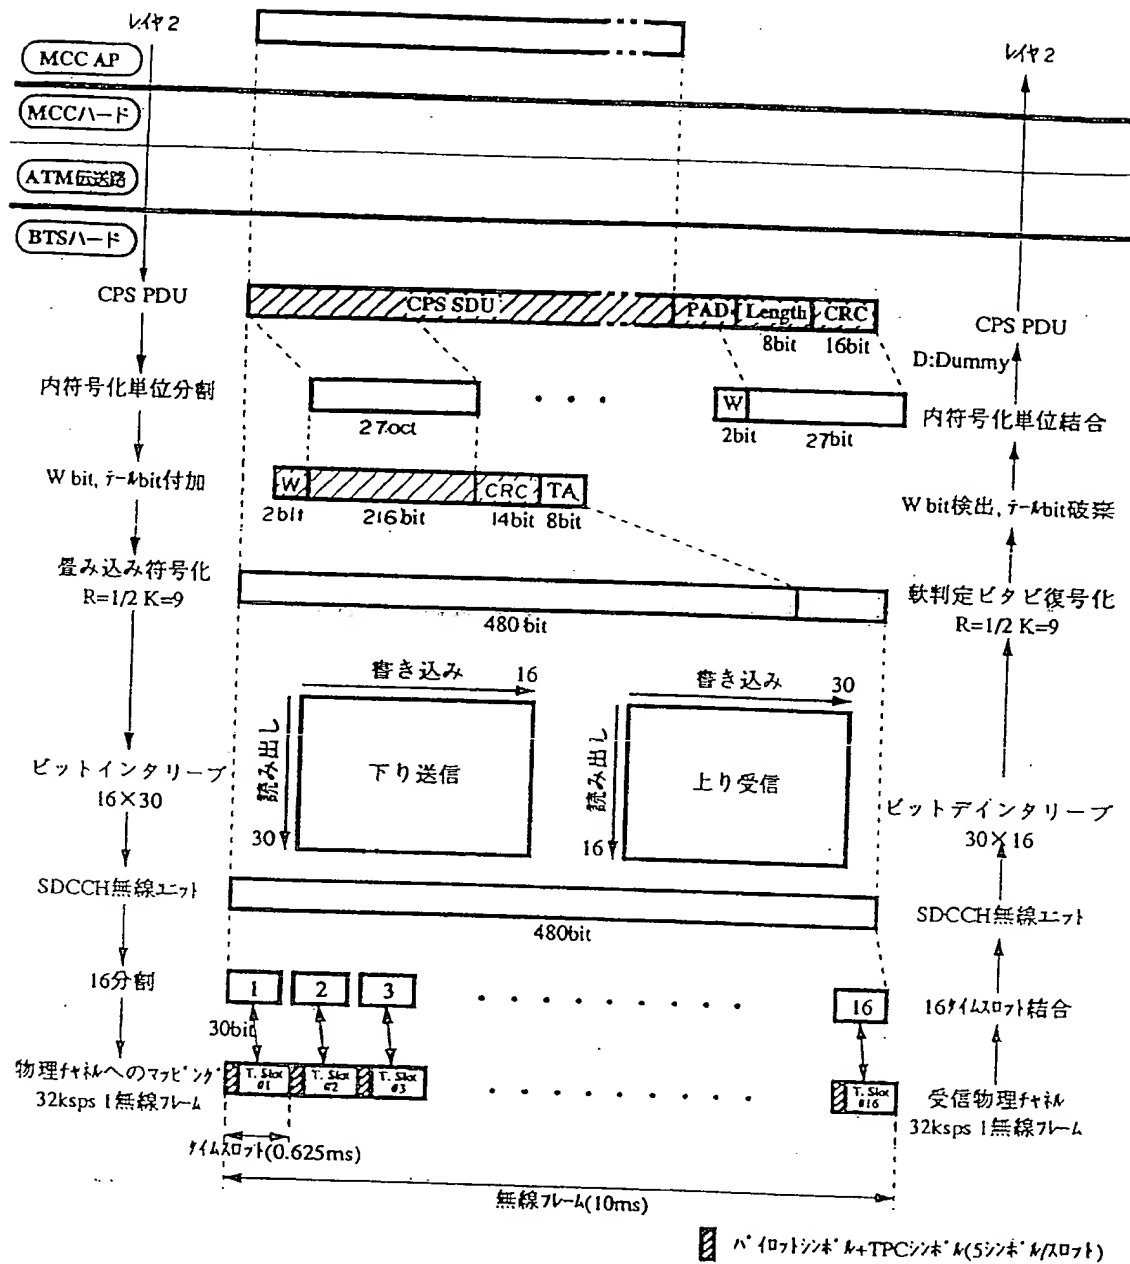 レイヤ2
レイヤ2
MCC AP
MCCハード
ATM伝送路
BTSハード
CPS PDU
CPS SDU
PAD
Length
CRC
8bit
16bit
CPS PDU
D:Dummy
内符号化単位分割
27oct
• • •
W
2bit
27bit
内符号化単位結合
W bit, テールbit付加
W
CRC
TA
2bit
216bit
14bit
8bit
W bit検出, テールbit破棄
畳み込み符号化
R=1/2 K=9
480 bit
軟判定ビタビ復号化
R=1/2 K=9
書き込み
16
書き込み
30
読み出し
下り送信
30
読み出し
上り受信
16
ビットインタリーブ
16×30
ビットデインタリーブ
30×16
SDCCH無線ユニット
480bit
SDCCH無線ユニット
16分割
1
2
3
16
16タイムスロット結合
30bit
物理チャネルへのマッピング
32ksps 1無線フレーム
T. Slot #1
T. Slot #2
T. Slot #3
T. Slot #16
受信物理チャネル
32ksps 1無線フレーム
タイムスロット(0.625ms)
無線フレーム(10ms)
パイロットシンボル+TPCシンボル(5シンボル/スロット)